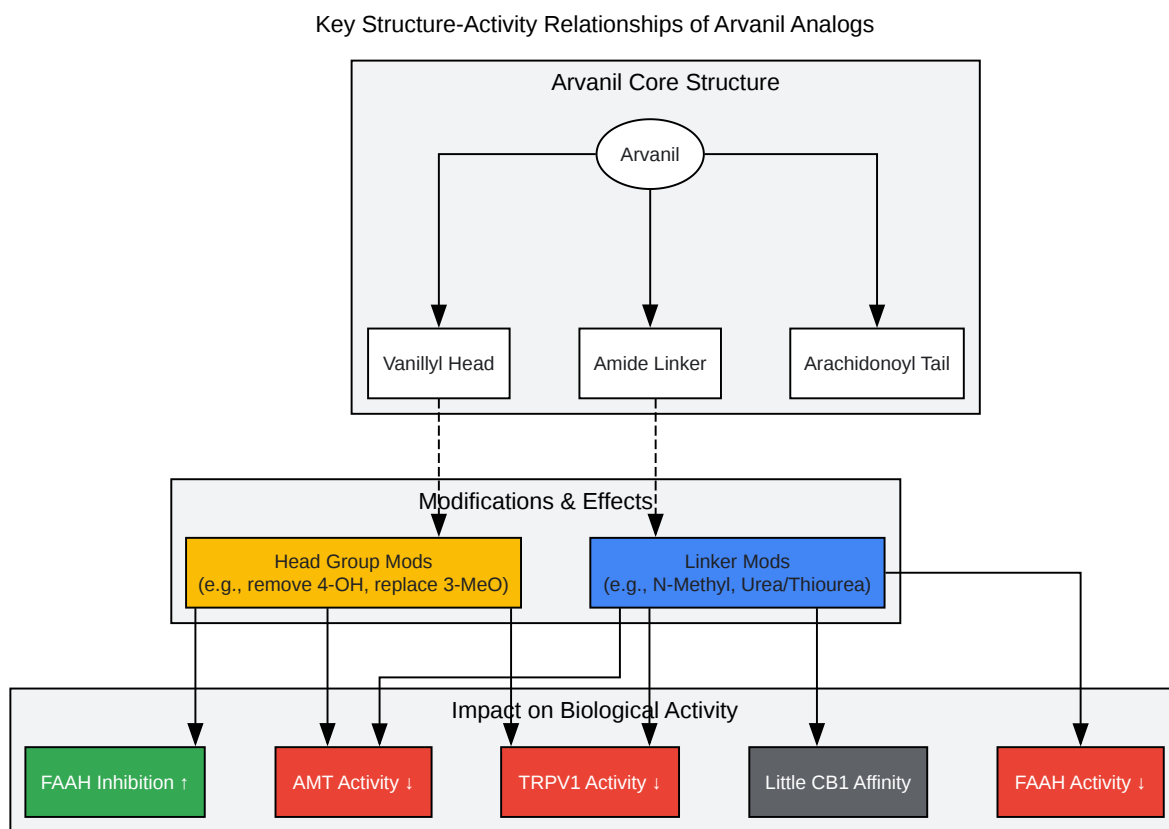 Key Structure-Activity Relationships of Arvanil Analogs
Arvanil Core Structure
Arvanil
Vanillyl Head
Amide Linker
Arachidonoyl Tail
Modifications & Effects
Head Group Mods
(e.g., remove 4-OH, replace 3-MeO)
Linker Mods
(e.g., N-Methyl, Urea/Thiourea)
Impact on Biological Activity
FAAH Inhibition ↑
AMT Activity ↓
TRPV1 Activity ↓
Little CB1 Affinity
FAAH Activity ↓